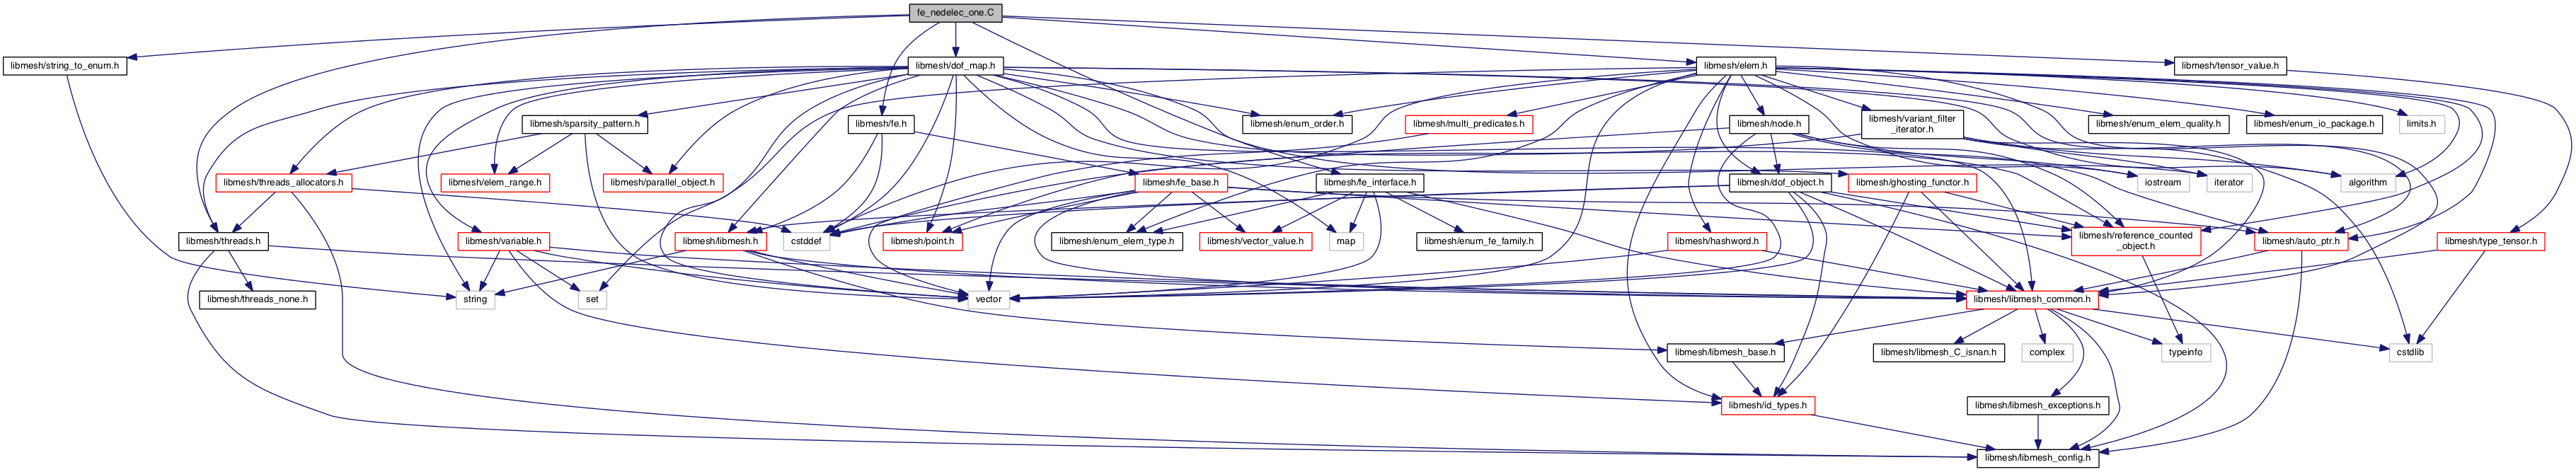 fe_nedelec_one.C
libmesh/string_to_enum.h
libmesh/dof_map.h
libmesh/elem.h
libmesh/tensor_value.h
libmesh/sparsity_pattern.h
libmesh/fe.h
libmesh/enum_order.h
libmesh/multi_predicates.h
libmesh/node.h
libmesh/variant_filter
_iterator.h
libmesh/enum_elem_quality.h
libmesh/enum_io_package.h
limits.h
libmesh/threads_allocators.h
libmesh/elem_range.h
libmesh/parallel_object.h
libmesh/fe_base.h
libmesh/fe_interface.h
libmesh/dof_object.h
libmesh/ghosting_functor.h
iostream
iterator
algorithm
libmesh/threads.h
libmesh/variable.h
libmesh/libmesh.h
cstddef
libmesh/point.h
libmesh/enum_elem_type.h
libmesh/vector_value.h
map
libmesh/enum_fe_family.h
libmesh/hashword.h
libmesh/reference_counted
_object.h
libmesh/auto_ptr.h
libmesh/type_tensor.h
libmesh/threads_none.h
string
set
vector
libmesh/libmesh_common.h
libmesh/libmesh_base.h
libmesh/libmesh_C_isnan.h
complex
typeinfo
cstdlib
libmesh/id_types.h
libmesh/libmesh_exceptions.h
libmesh/libmesh_config.h